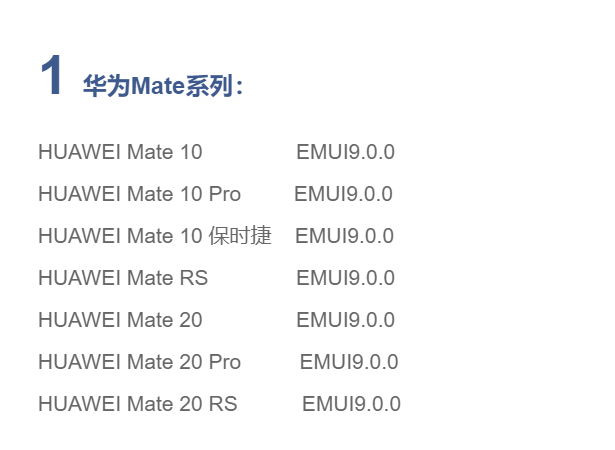 1 华为Mate系列：
HUAWEI Mate 10 EMUI9.0.0
HUAWEI Mate 10 Pro EMUI9.0.0
HUAWEI Mate 10 保时捷 EMUI9.0.0
HUAWEI Mate RS EMUI9.0.0
HUAWEI Mate 20 EMUI9.0.0
HUAWEI Mate 20 Pro EMUI9.0.0
HUAWEI Mate 20 RS EMUI9.0.0